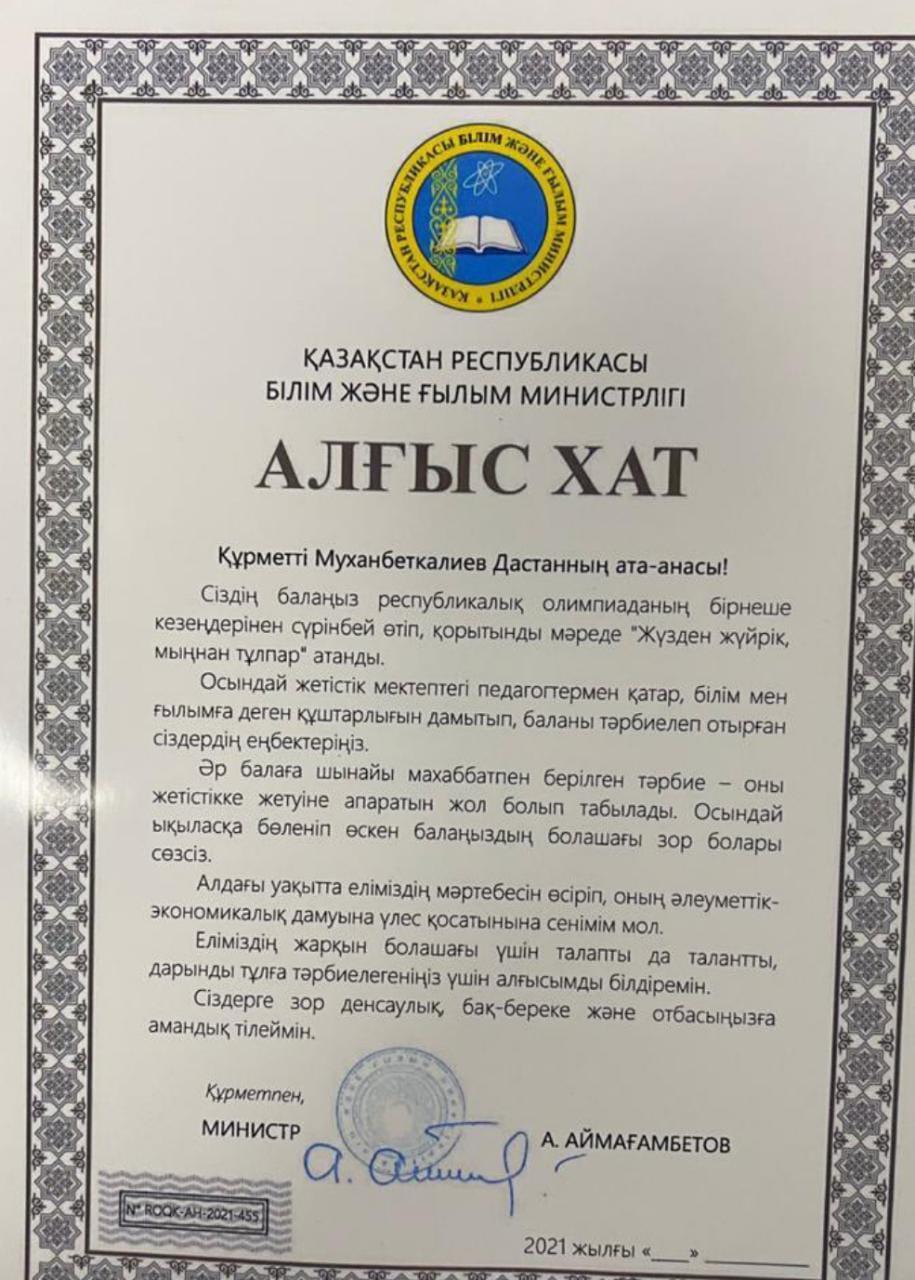 ҚАЗАҚСТАН РЕСПУБЛИКАСЫ БІЛІМ ЖӘНЕ ҒЫЛЫМ МИНИСТРЛІГІ
ҚАЗАҚСТАН РЕСПУБЛИКАСЫ
БІЛІМ ЖӘНЕ ҒЫЛЫМ МИНИСТРЛІГІ
АЛҒЫС ХАТ
Құрметті Муханбеткалиев Дастанның ата-анасы!
Сіздің балаңыз республикалық олимпиаданың бірнеше
кезеңдерінен сүрінбей өтіп, қорытынды мәреде "Жүзден жүйрік,
мыңнан тұлпар" атанды.
Осындай жетістік мектептегі педагогтермен қатар, білім мен
ғылымға деген құштарлығын дамытып, баланы тәрбиелеп отырған
сіздердің еңбектеріңіз.
Әр балаға шынайы махаббатпен берілген тәрбие – оны
жетістікке жетуіне апаратын жол болып табылады. Осындай
ықыласқа бөленіп өскен балаңыздың болашағы зор болары
сөзсіз.
Алдағы уақытта еліміздің мәртебесін өсіріп, оның әлеуметтік-
экономикалық дамуына үлес қосатынына сенімім мол.
Еліміздің жарқын болашағы үшін талапты да талантты,
дарынды тұлға тәрбиелегеніңіз үшін алғысымды білдіремін.
Сіздерге зор денсаулық, бақ-береке және отбасыңызға
амандық тілеймін.
Құрметпен,
МИНИСТР А. АЙМАҒАМБЕТОВ
N° ROQK-AH-2021-455
2021 жылғы «___» _________